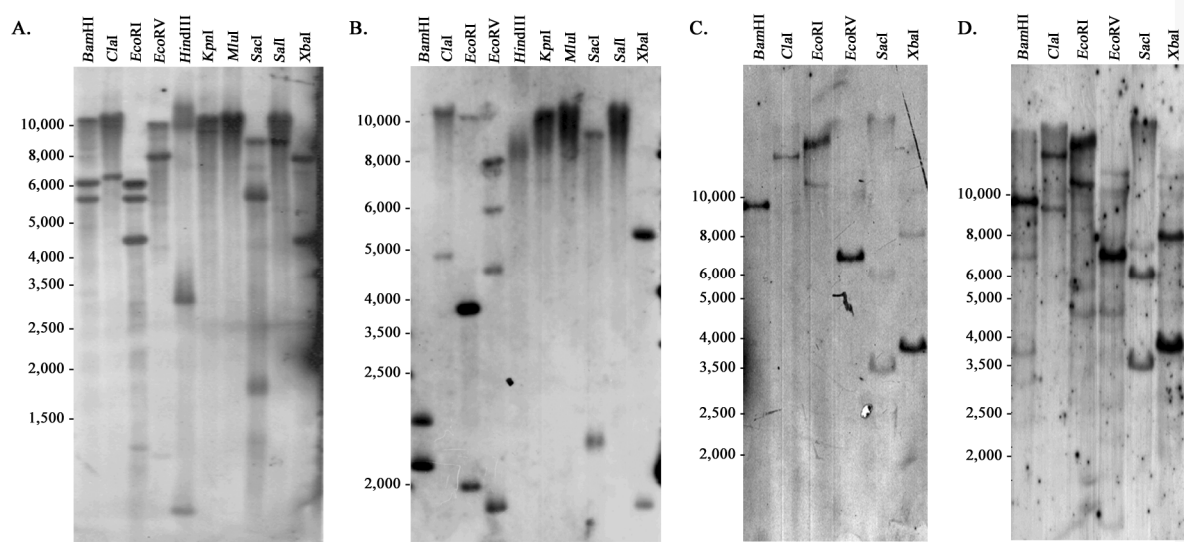 A.
BamHI
ClaI
EcoRI
EcoRV
HindIII
KpnI
MluI
SacI
SalI
XbaI
10,000 -
8,000 -
6,000 -
5,000 -
4,000 -
3,500 -
2,500 -
2,000 -
1,500 -
B.
BamHI
ClaI
EcoRI
EcoRV
HindIII
KpnI
MluI
SacI
SalI
XbaI
10,000 -
8,000 -
6,000 -
5,000 -
4,000 -
3,500 -
2,500 -
2,000 -
C.
BamHI
ClaI
EcoRI
EcoRV
SacI
XbaI
10,000 -
8,000 -
6,000 -
5,000 -
4,000 -
3,500 -
2,500 -
2,000 -
D.
BamHI
ClaI
EcoRI
EcoRV
SacI
XbaI
10,000 -
8,000 -
6,000 -
5,000 -
4,000 -
3,500 -
2,500 -
2,000 -